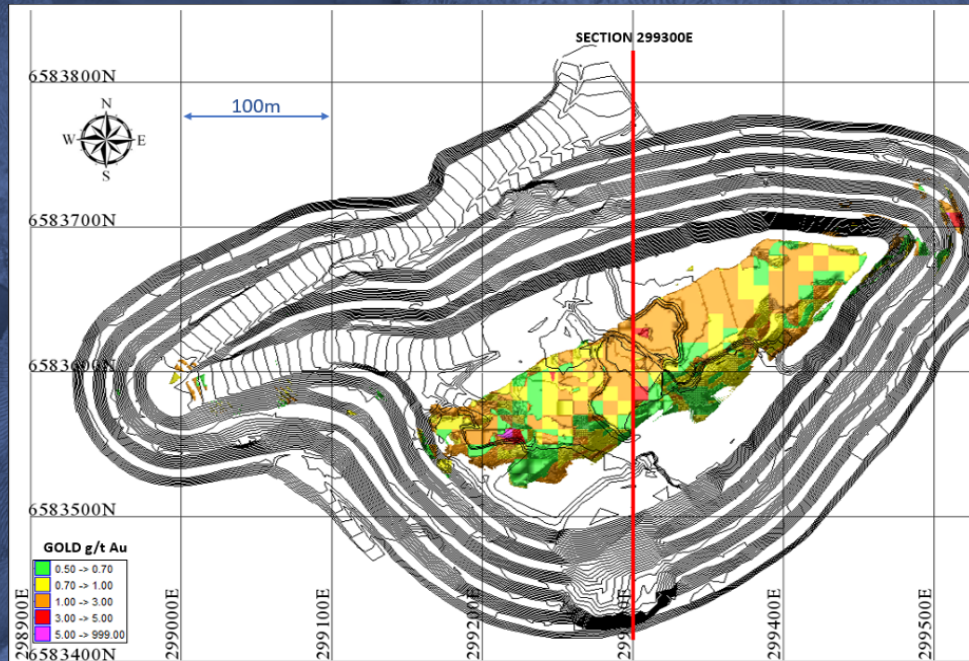 SECTION 299300E
6583800N
100m
N
W E
S
6583700N
6583600N
6583500N
GOLD g/t Au
0.50 -> 0.70
0.70 -> 1.00
1.00 -> 3.00
3.00 -> 5.00
5.00 -> 999.00
6583400N
298900E
299000E
299100E
299200E
299400E
299500E